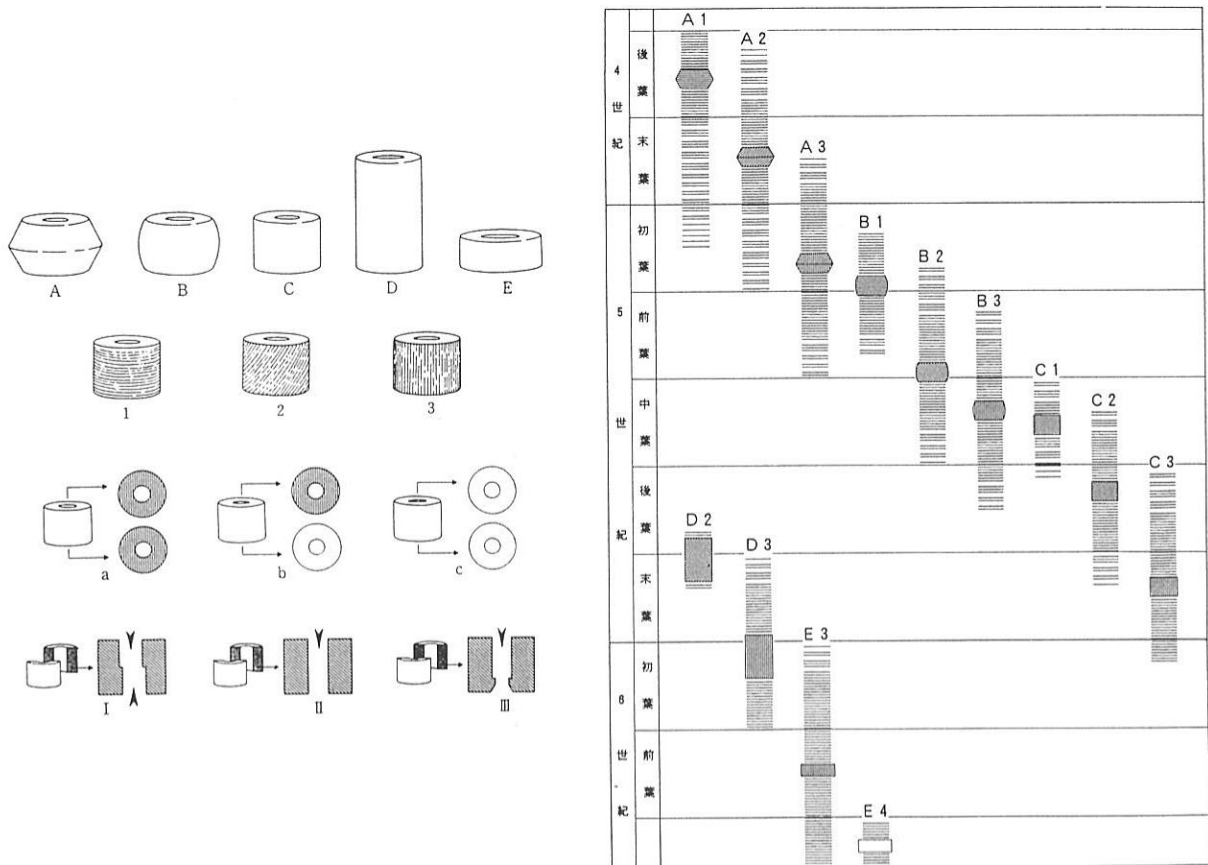 A B C D E
1 2 3
a b c
I II III
A 1
A 2
A 3
B 1
B 2
B 3
C 1
C 2
C 3
D 2
D 3
E 3
E 4
4世紀
後葉
末葉
5世紀
初葉
前葉
中葉
後葉
末葉
6世紀
初葉
前葉